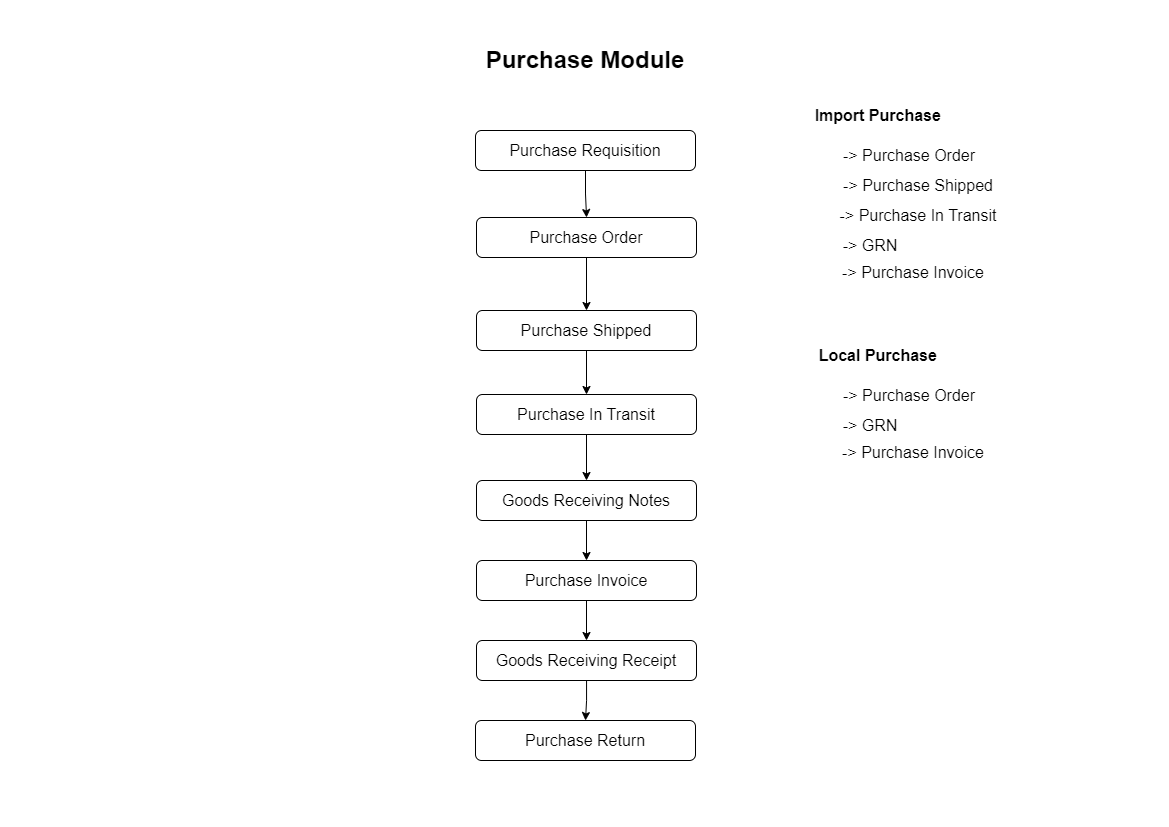 Purchase Module
Purchase Requisition
Purchase Order
Purchase Shipped
Purchase In Transit
Goods Receiving Notes
Purchase Invoice
Goods Receiving Receipt
Purchase Return
Import Purchase
-> Purchase Order
-> Purchase Shipped
-> Purchase In Transit
-> GRN
-> Purchase Invoice
Local Purchase
-> Purchase Order
-> GRN
-> Purchase Invoice